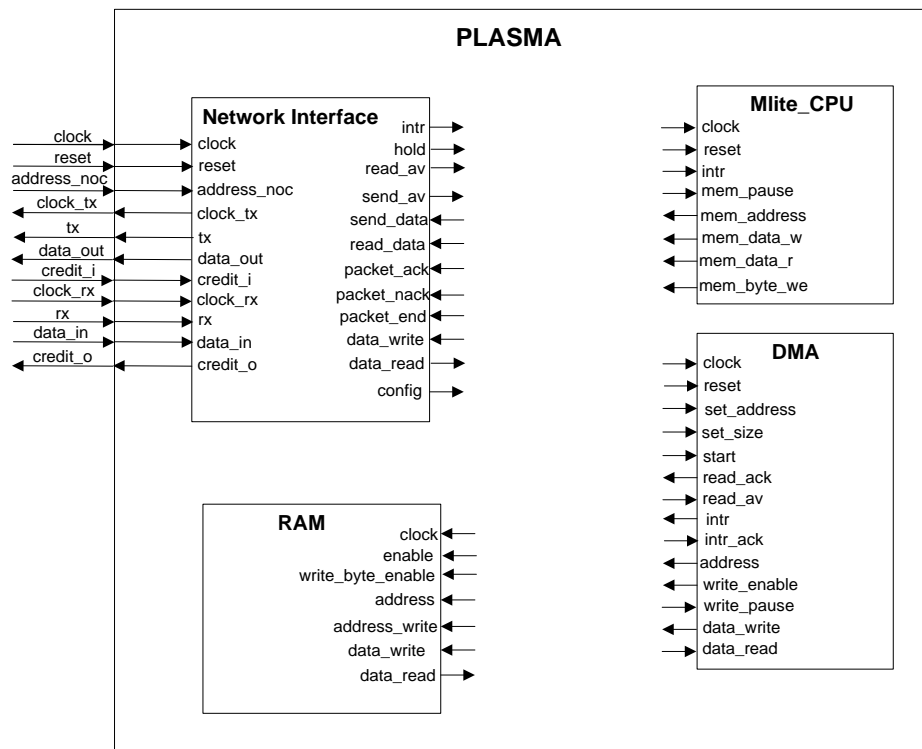 PLASMA
clock
reset
address_noc
clock_tx
tx
data_out
credit_i
clock_rx
rx
data_in
credit_o
Network Interface
clock
reset
address_noc
clock_tx
tx
data_out
credit_i
clock_rx
rx
data_in
credit_o
intr
hold
read_av
send_av
send_data
read_data
packet_ack
packet_nack
packet_end
data_write
data_read
config
Mlite_CPU
clock
reset
intr
mem_pause
mem_address
mem_data_w
mem_data_r
mem_byte_we
RAM
clock
enable
write_byte_enable
address
address_write
data_write
data_read
DMA
clock
reset
set_address
set_size
start
read_ack
read_av
intr
intr_ack
address
write_enable
write_pause
data_write
data_read